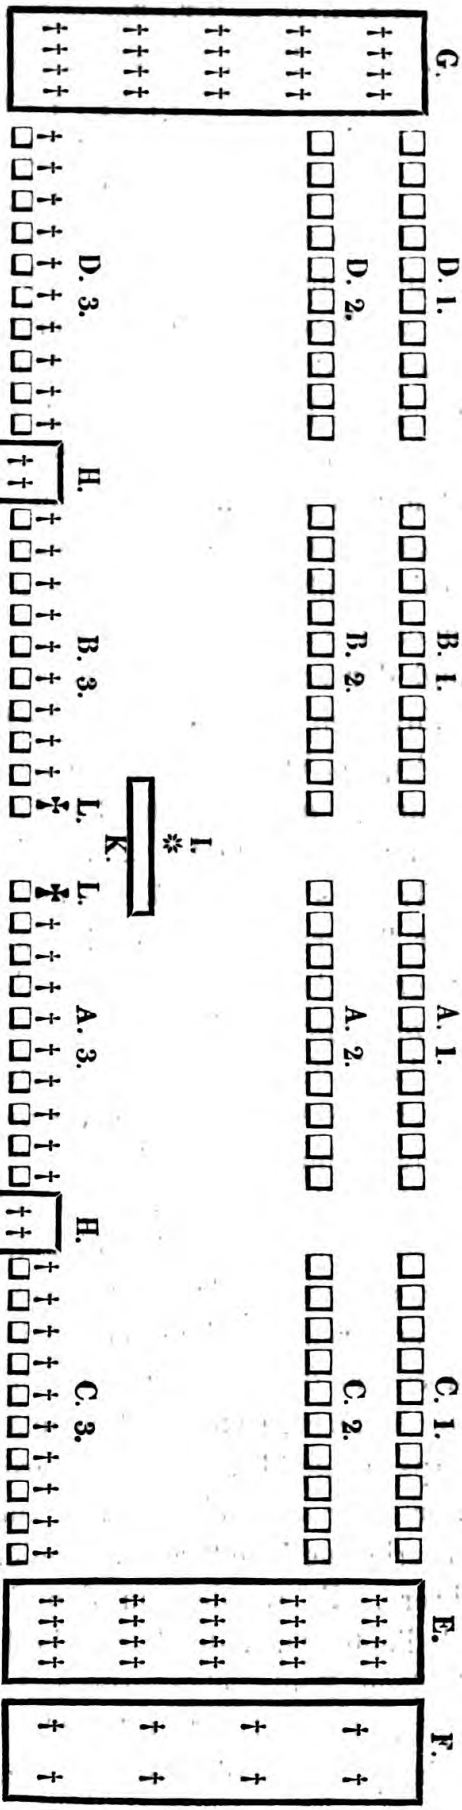 G. D. 1. B. 1. A. 1. C. 1. E. F.
D. 2. B. 2. A. 2. C. 2.
I.
K.
D. 3. H. B. 3. L. L. A. 3. H. C. 3.